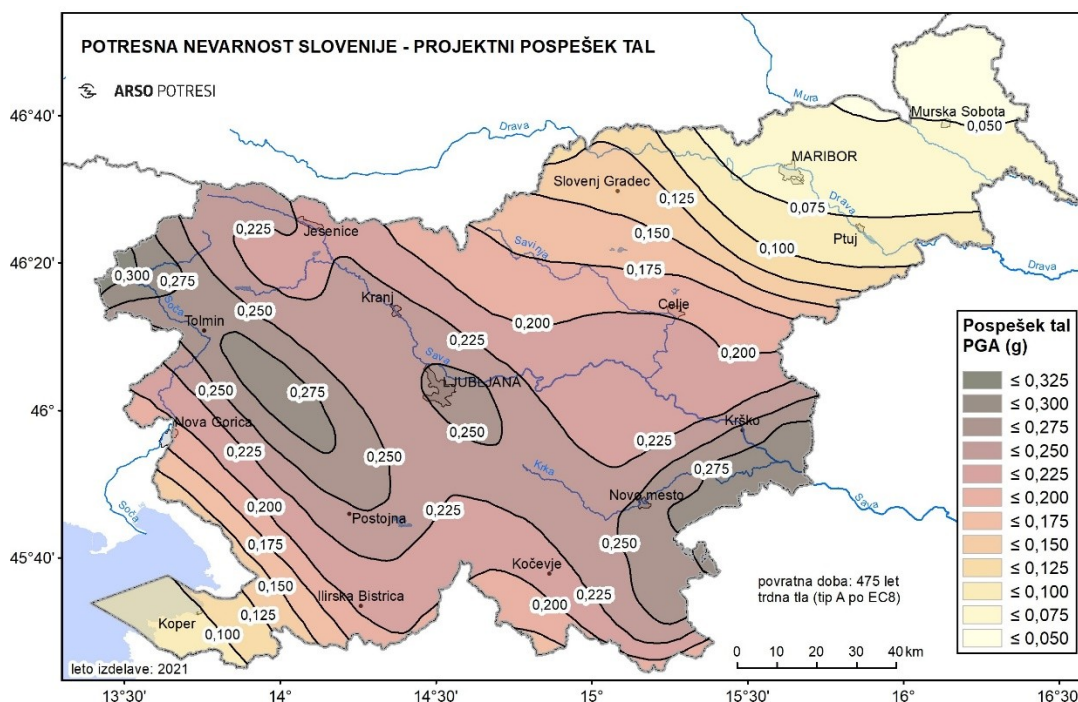 POTRESNA NEVARNOST SLOVENIJE - PROJEKTNI POSPEŠEK TAL
ARSO POTRESI
46°40'
46°20'
46°
45°40'
Mura
Murska Sobota
0,050
Drava
MARIBOR
Slovenj Gradec
0,125
0,075
Drava
0,150
0,100
Ptuj
Drava
0,225
Jesenice
Savinja
0,175
0,300
0,275
Soča
Kranj
Celje
0,250
0,200
Tolmin
0,225
0,200
Sava
0,275
LJUBLJANA
0,250
0,250
Nova Gorica
0,225
Krško
0,225
0,250
0,275
Krka
Novo mesto
Sava
0,200
Soča
Postojna
0,225
0,250
0,175
Kočevje
0,150
Ilirska Bistrica
0,200
0,225
0,125
Koper
0,100
Pospešek tal
PGA (g)
≤ 0,325
≤ 0,300
≤ 0,275
≤ 0,250
≤ 0,225
≤ 0,200
≤ 0,175
≤ 0,150
≤ 0,125
≤ 0,100
≤ 0,075
≤ 0,050
povratna doba: 475 let
trdna tla (tip A po EC8)
0 10 20 30 40 km
leto izdelave: 2021
13°30' 14° 14°30' 15° 15°30' 16° 16°30'